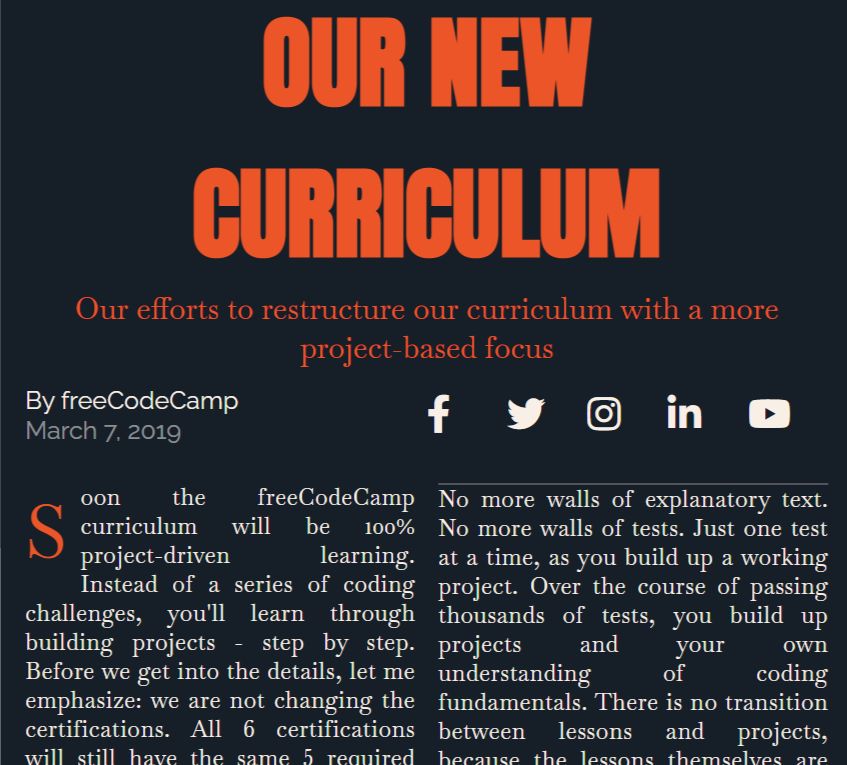 OUR NEW
CURRICULUM
Our efforts to restructure our curriculum with a more
project-based focus
By freeCodeCamp
March 7, 2019
Soon the freeCodeCamp
curriculum will be 100%
project-driven learning.
Instead of a series of coding
challenges, you'll learn through
building projects - step by step.
Before we get into the details, let me
emphasize: we are not changing the
certifications. All 6 certifications
will still have the same 5 required
No more walls of explanatory text.
No more walls of tests. Just one test
at a time, as you build up a working
project. Over the course of passing
thousands of tests, you build up
projects and your own
understanding of coding
fundamentals. There is no transition
between lessons and projects,
because the lessons themselves are